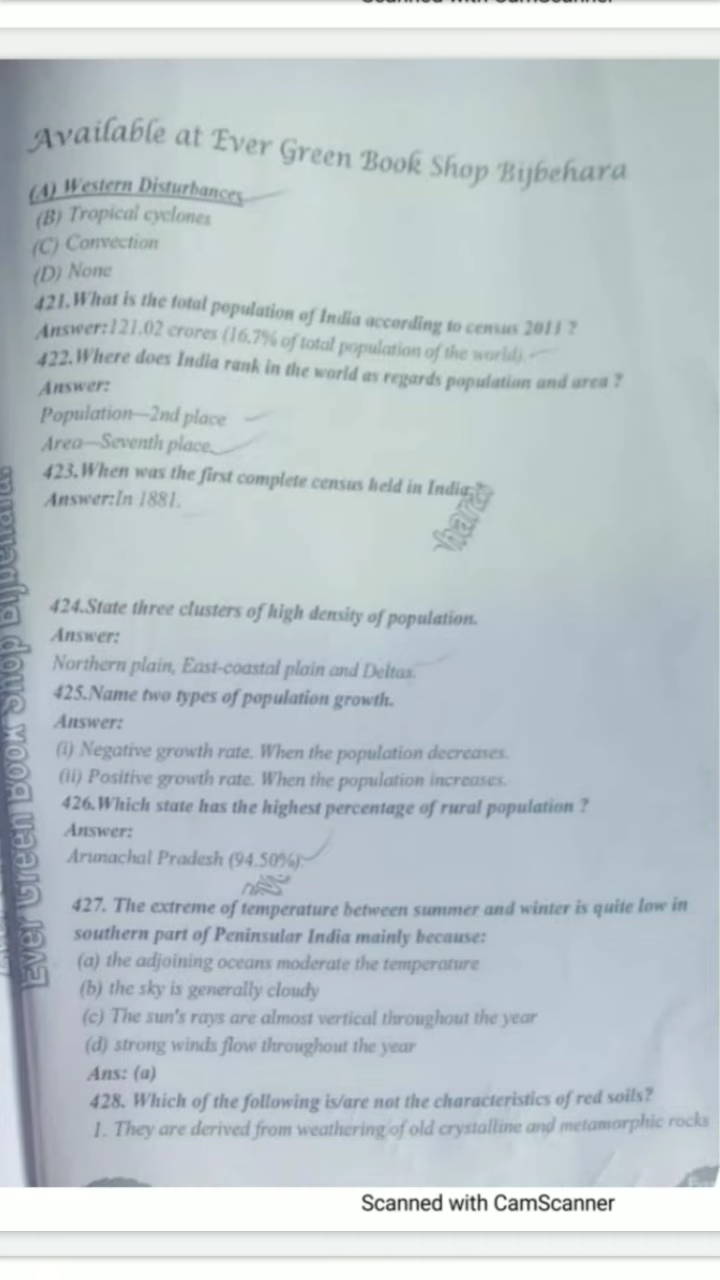 Available at Ever Green Book Shop Bijbehara
(A) Western Disturbances
(B) Tropical cyclones
(C) Convection
(D) None
421.What is the total population of India according to census 2011 ?
Answer:121.02 crores (16.7% of total population of the world).
422.Where does India rank in the world as regards population and area ?
Answer:
Population—2nd place
Area—Seventh place.
423.When was the first complete census held in India?
Answer:In 1881.
424.State three clusters of high density of population.
Answer:
Northern plain, East-coastal plain and Deltas.
425.Name two types of population growth.
Answer:
(i) Negative growth rate. When the population decreases.
(ii) Positive growth rate. When the population increases.
426.Which state has the highest percentage of rural population ?
Answer:
Arunachal Pradesh (94.50%)
427. The extreme of temperature between summer and winter is quite low in
southern part of Peninsular India mainly because:
(a) the adjoining oceans moderate the temperature
(b) the sky is generally cloudy
(c) The sun's rays are almost vertical throughout the year
(d) strong winds flow throughout the year
Ans: (a)
428. Which of the following is/are not the characteristics of red soils?
1. They are derived from weathering of old crystalline and metamorphic rocks
Ever Green Book Shop Bijbehara
Scanned with CamScanner